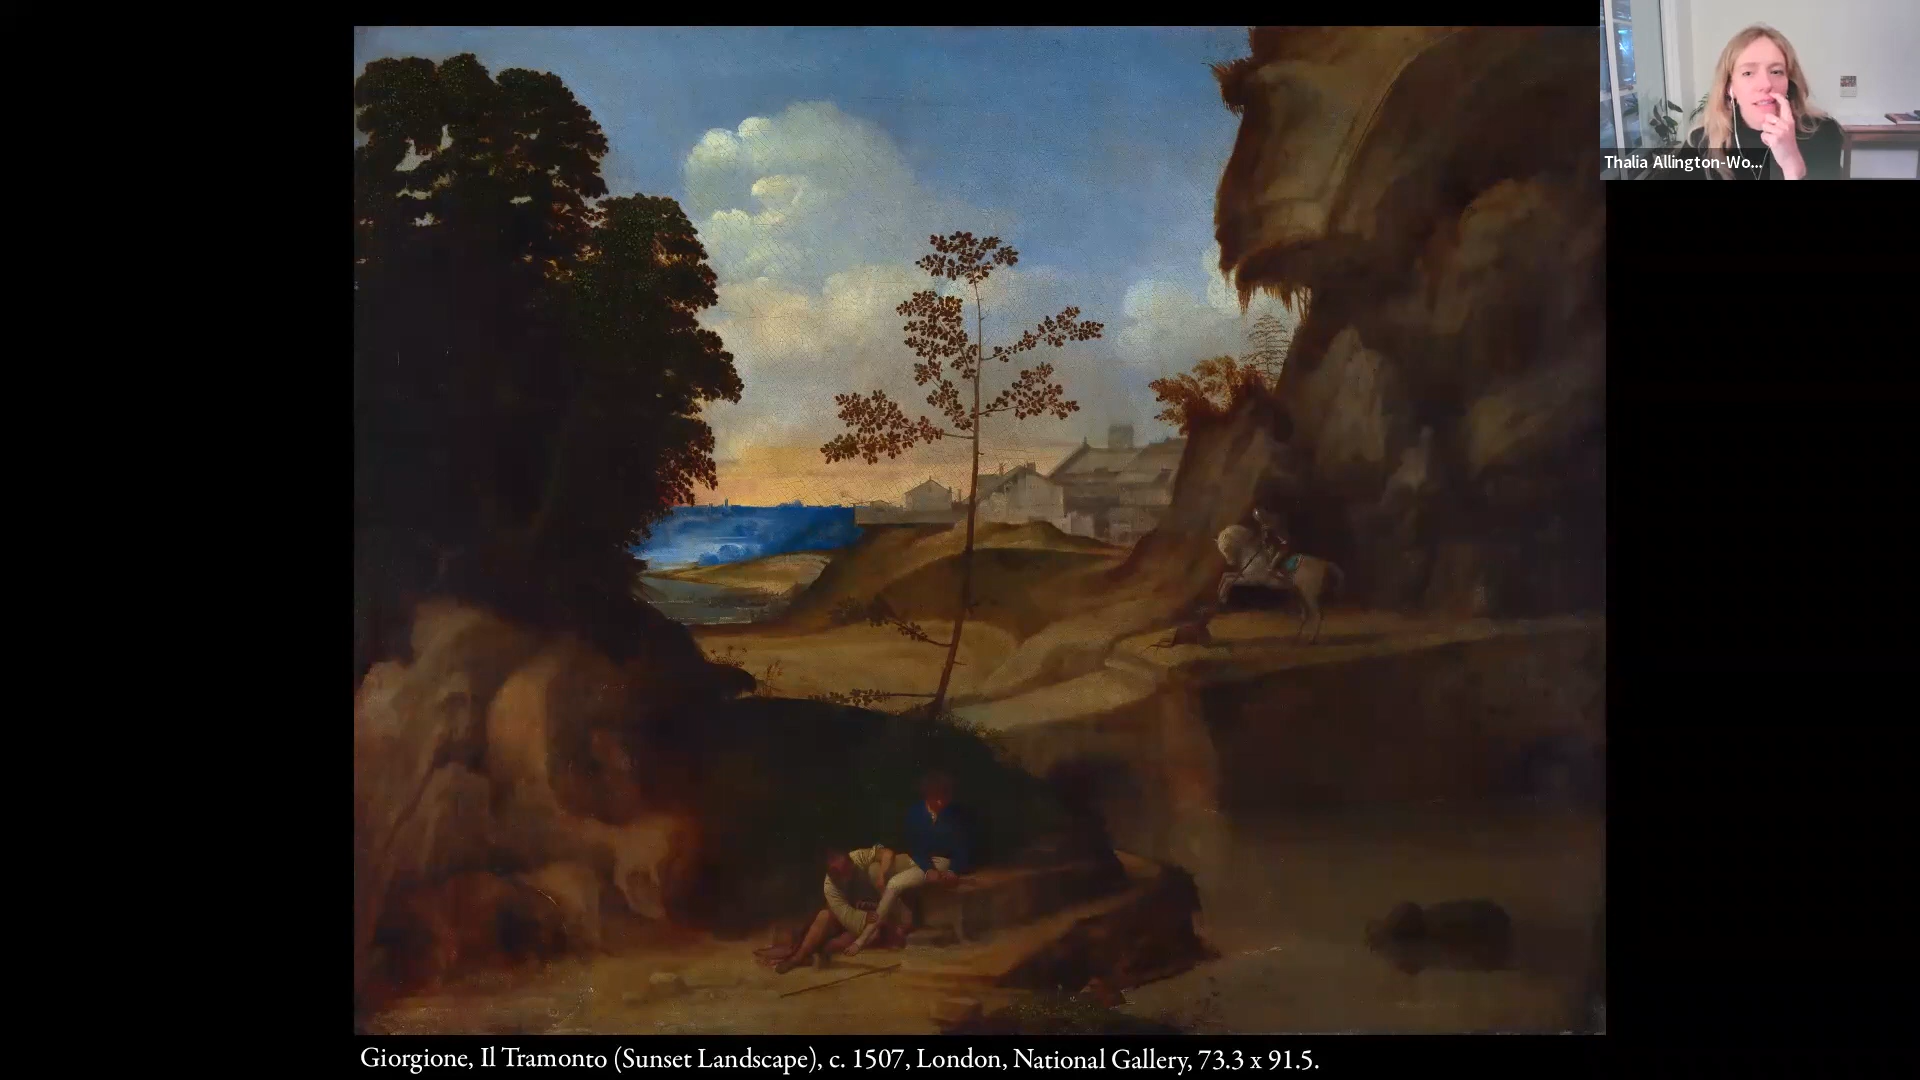 Thalia Allington-Wo...
Giorgione, Il Tramonto (Sunset Landscape), c. 1507, London, National Gallery, 73.3 x 91.5.